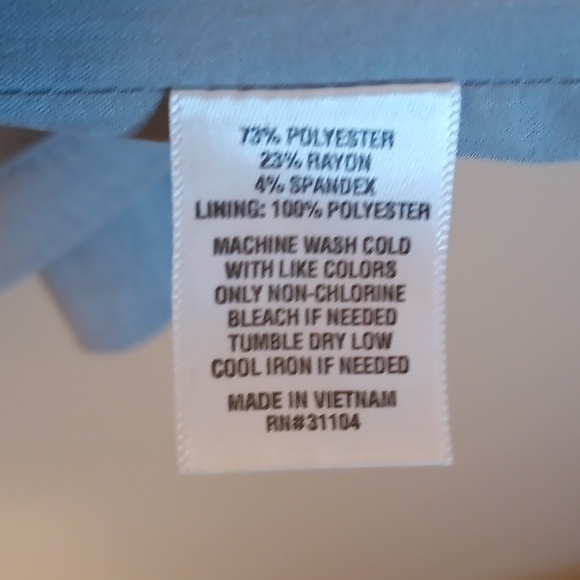 73% POLYESTER
23% RAYON
4% SPANDEX
LINING: 100% POLYESTER
MACHINE WASH COLD
WITH LIKE COLORS
ONLY NON-CHLORINE
BLEACH IF NEEDED
TUMBLE DRY LOW
COOL IRON IF NEEDED
MADE IN VIETNAM
RN#31104